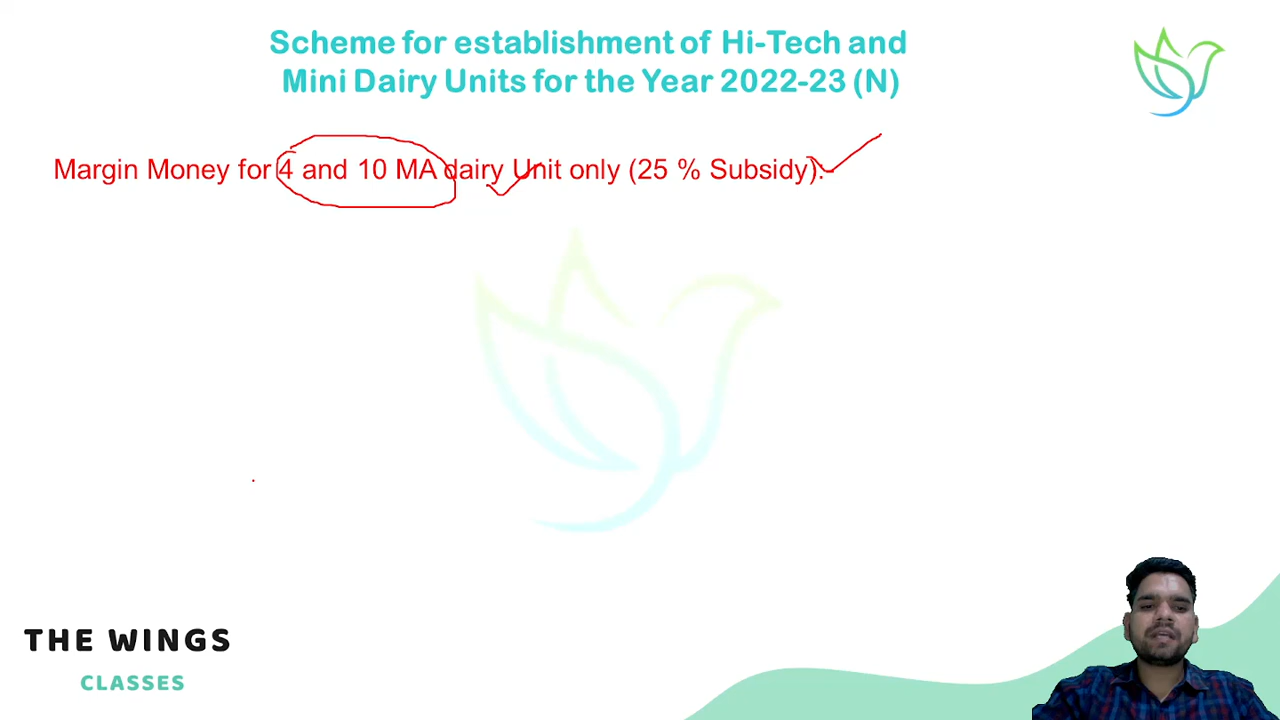 Scheme for establishment of Hi-Tech and
Mini Dairy Units for the Year 2022-23 (N)
Margin Money for 4 and 10 MA dairy Unit only (25 % Subsidy).
THE WINGS
CLASSES